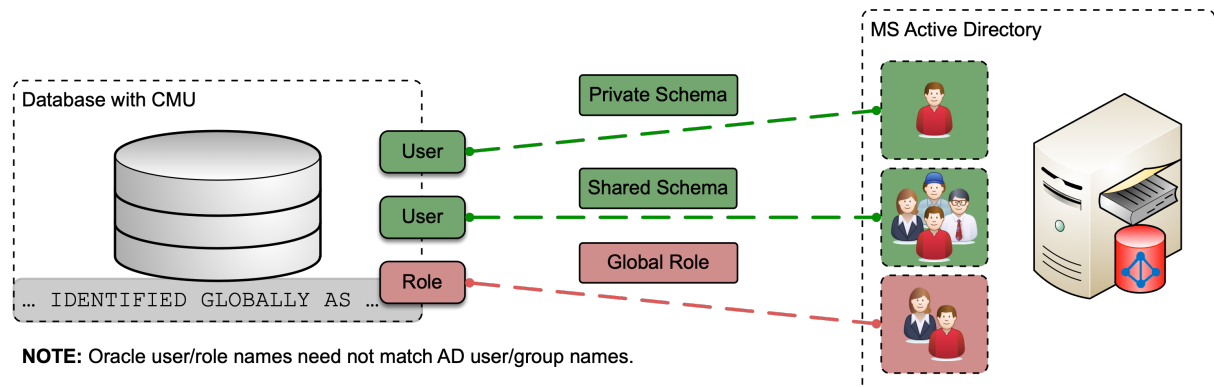 MS Active Directory
Database with CMU
Private Schema
User
Shared Schema
User
Global Role
Role
... IDENTIFIED GLOBALLY AS ...
NOTE: Oracle user/role names need not match AD user/group names.